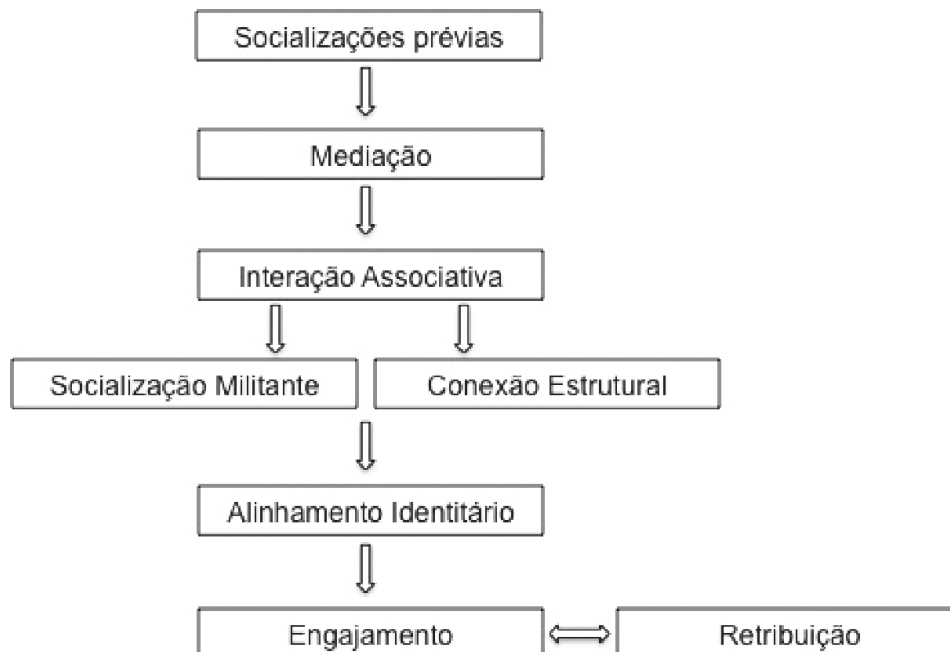 Socializações prévias
Mediação
Interação Associativa
Socialização Militante
Conexão Estrutural
Alinhamento Identitário
Engajamento
Retribuição